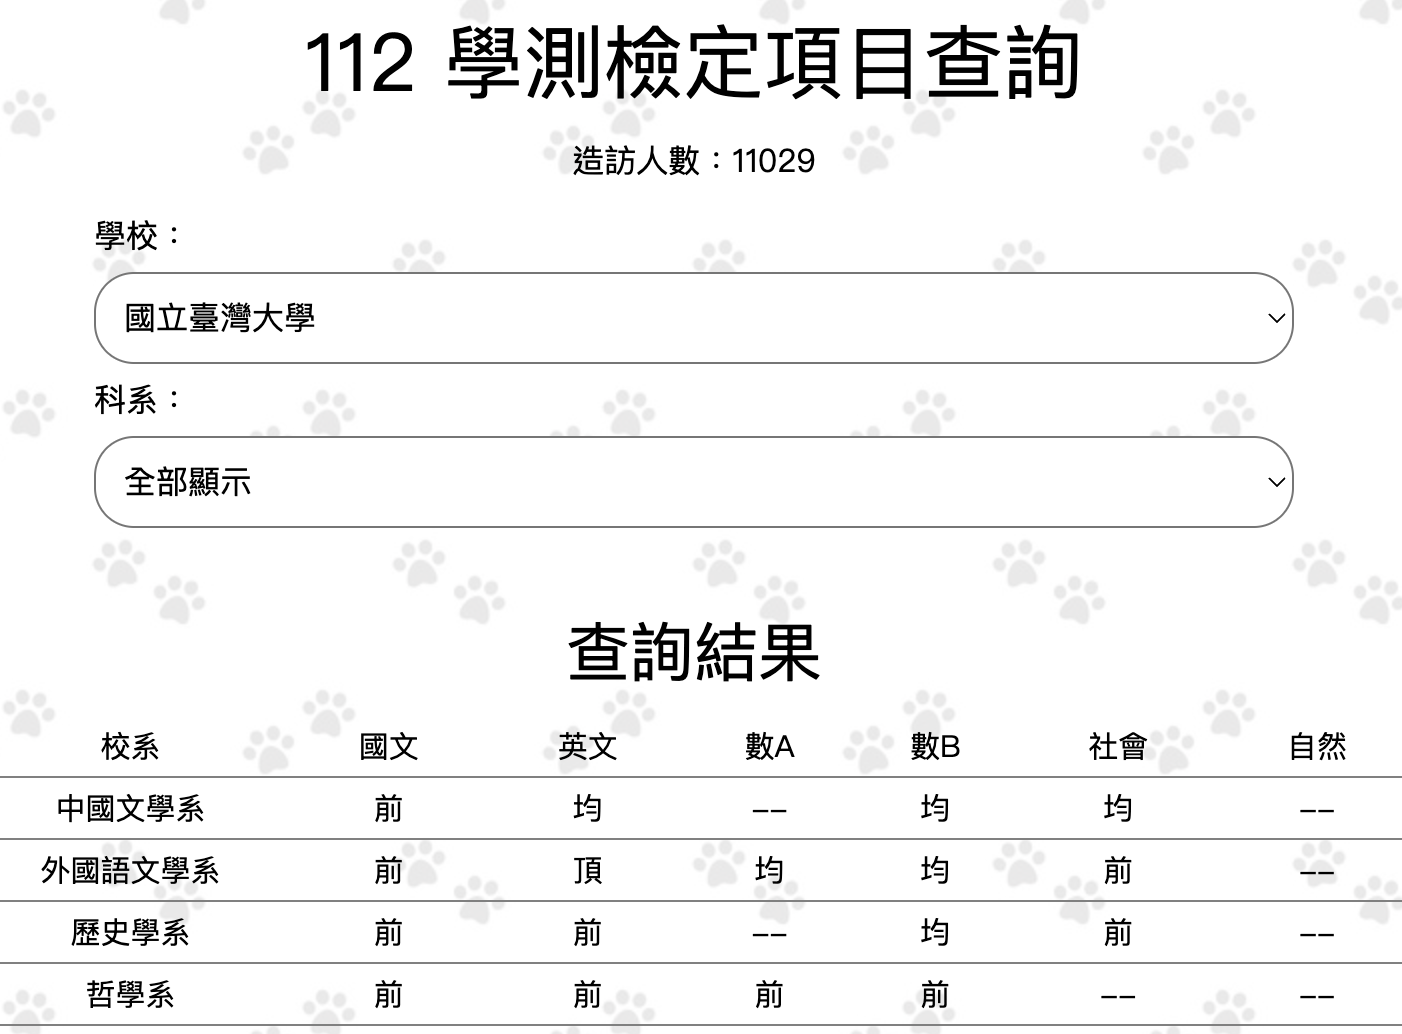 112 學測檢定項目查詢
造訪人數：11029
學校：
國立臺灣大學
科系：
全部顯示
查詢結果
校系 國文 英文 數A 數B 社會 自然
中國文學系 前 均 -- 均 均 --
外國語文學系 前 頂 均 均 前 --
歷史學系 前 前 -- 均 前 --
哲學系 前 前 前 前 -- --